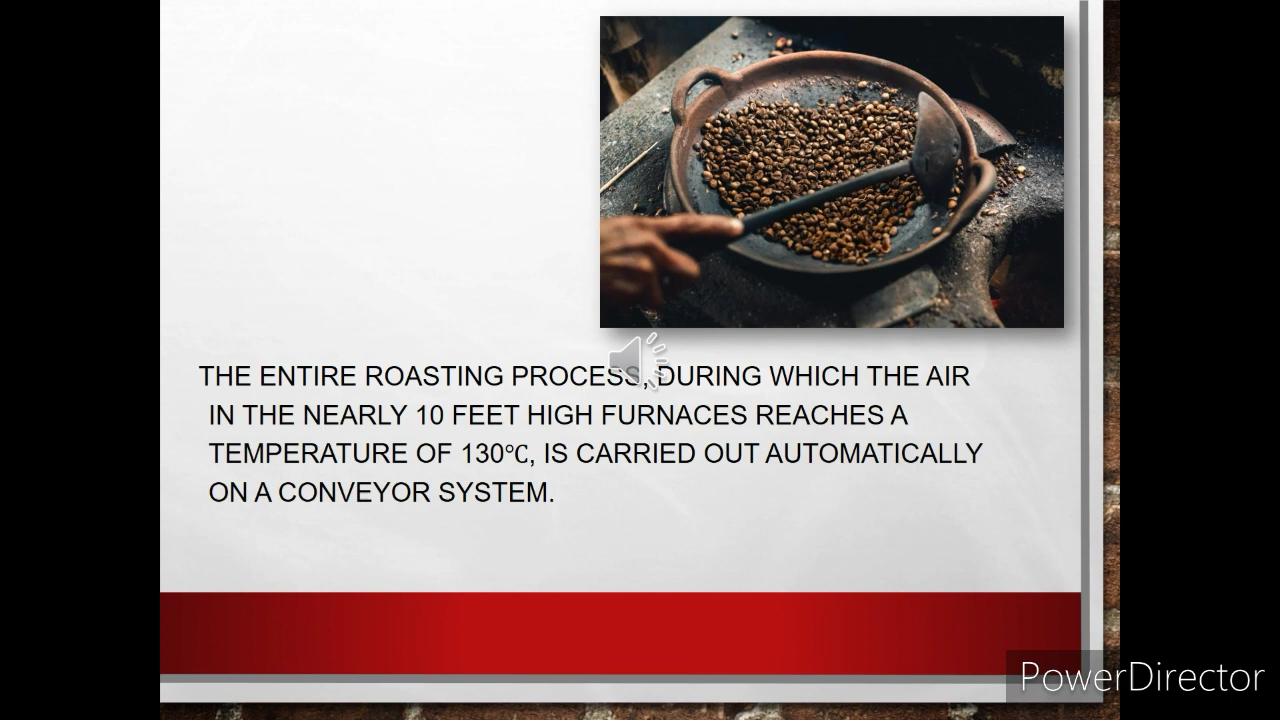 THE ENTIRE ROASTING PROCESS, DURING WHICH THE AIR
IN THE NEARLY 10 FEET HIGH FURNACES REACHES A
TEMPERATURE OF 130℃, IS CARRIED OUT AUTOMATICALLY
ON A CONVEYOR SYSTEM.
PowerDirector